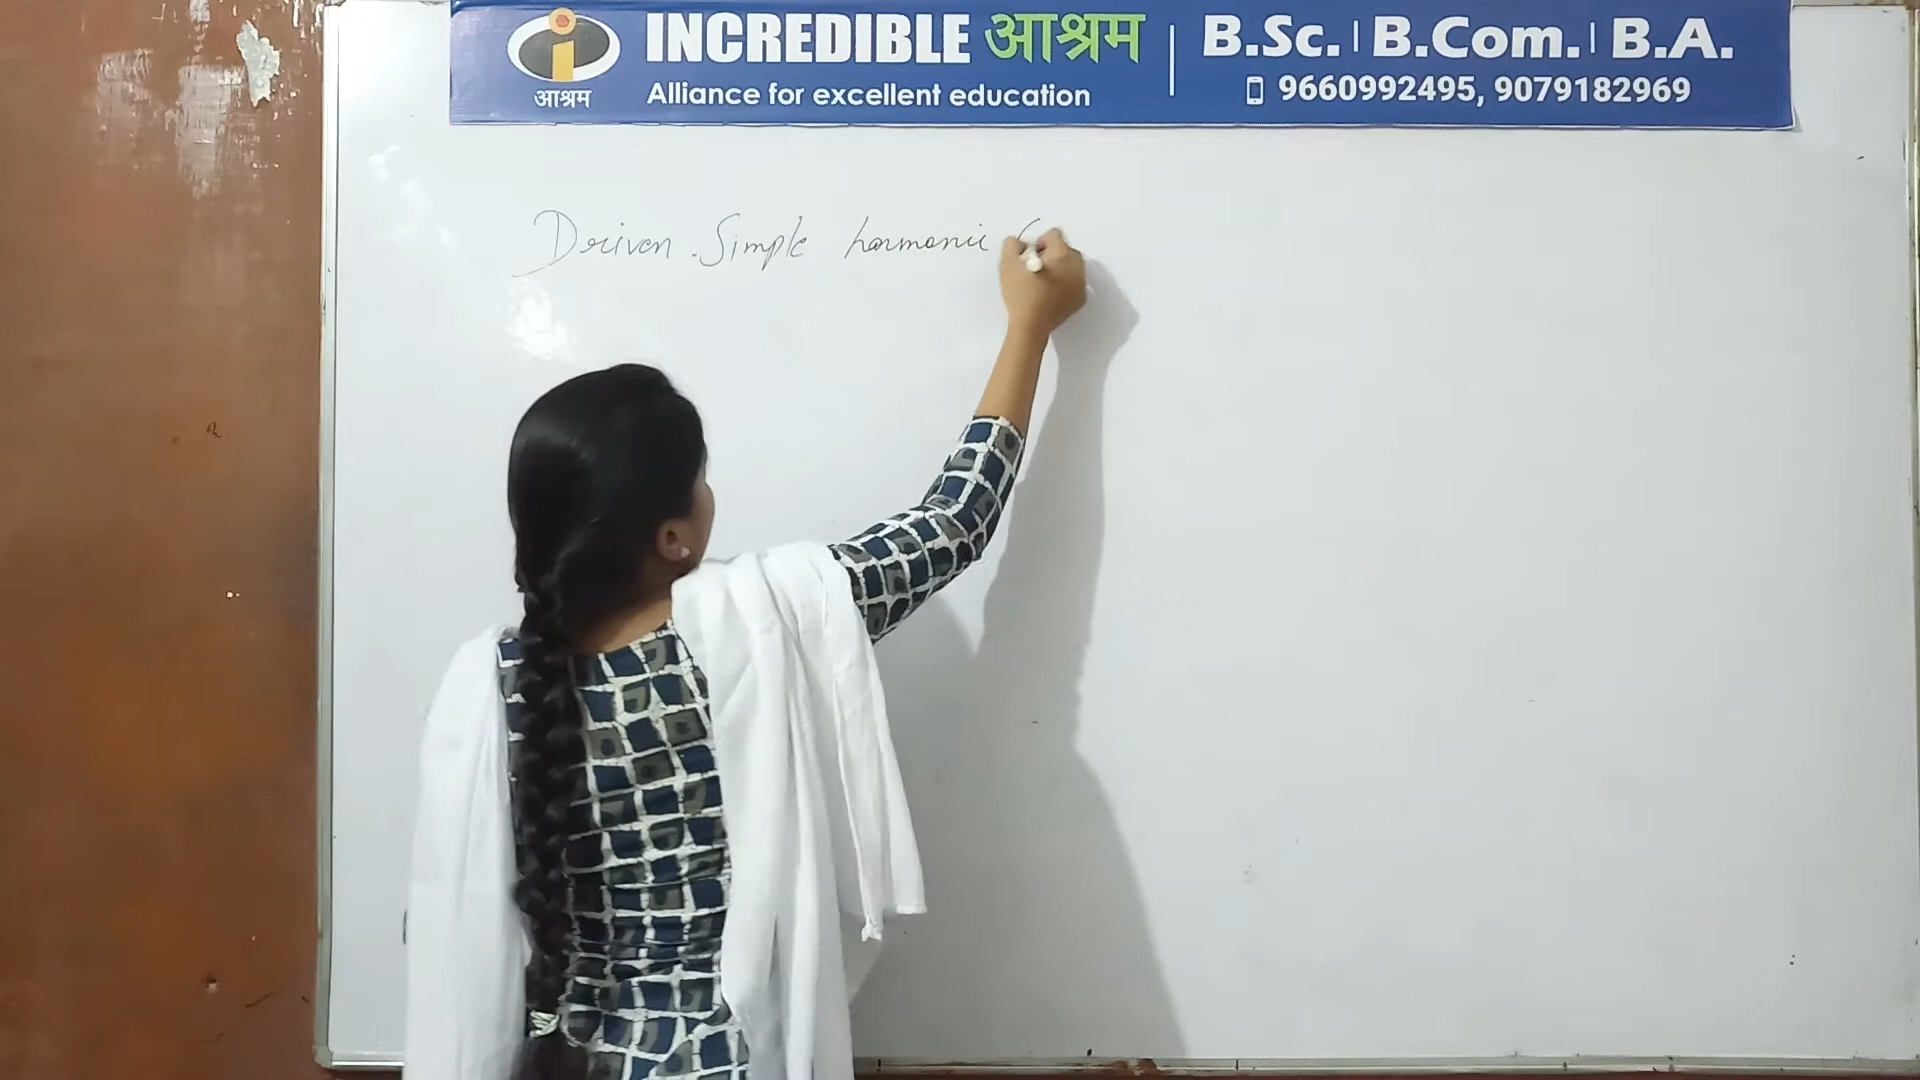 INCREDIBLE आश्रम
Alliance for excellent education
आश्रम
B.Sc. | B.Com. | B.A.
9660992495, 9079182969
Driven Simple harmonic